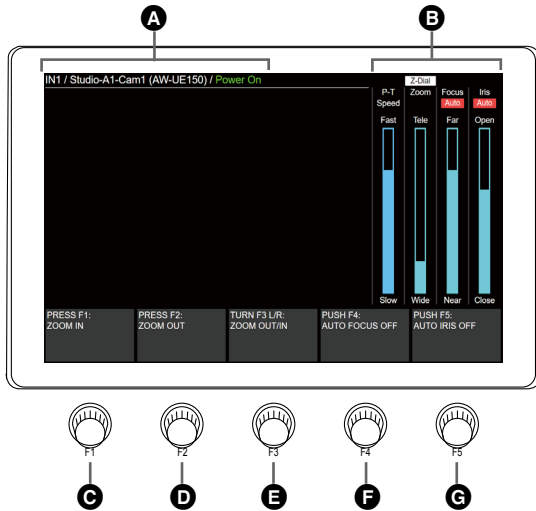 A
B
IN1 / Studio-A1-Cam1 (AW-UE150) / Power On
Z-Dial
P-T
Speed
Zoom
Focus
Auto
Iris
Auto
Fast
Tele
Far
Open
Slow
Wide
Near
Close
PRESS F1:
ZOOM IN
PRESS F2:
ZOOM OUT
TURN F3 L/R:
ZOOM OUT/IN
PUSH F4:
AUTO FOCUS OFF
PUSH F5:
AUTO IRIS OFF
F1
F2
F3
F4
F5
C
D
E
F
G